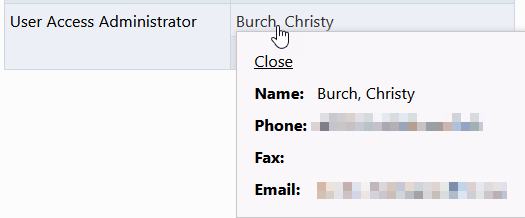 User Access Administrator Burch, Christy
Close
Name: Burch, Christy
Phone:
Fax:
Email: